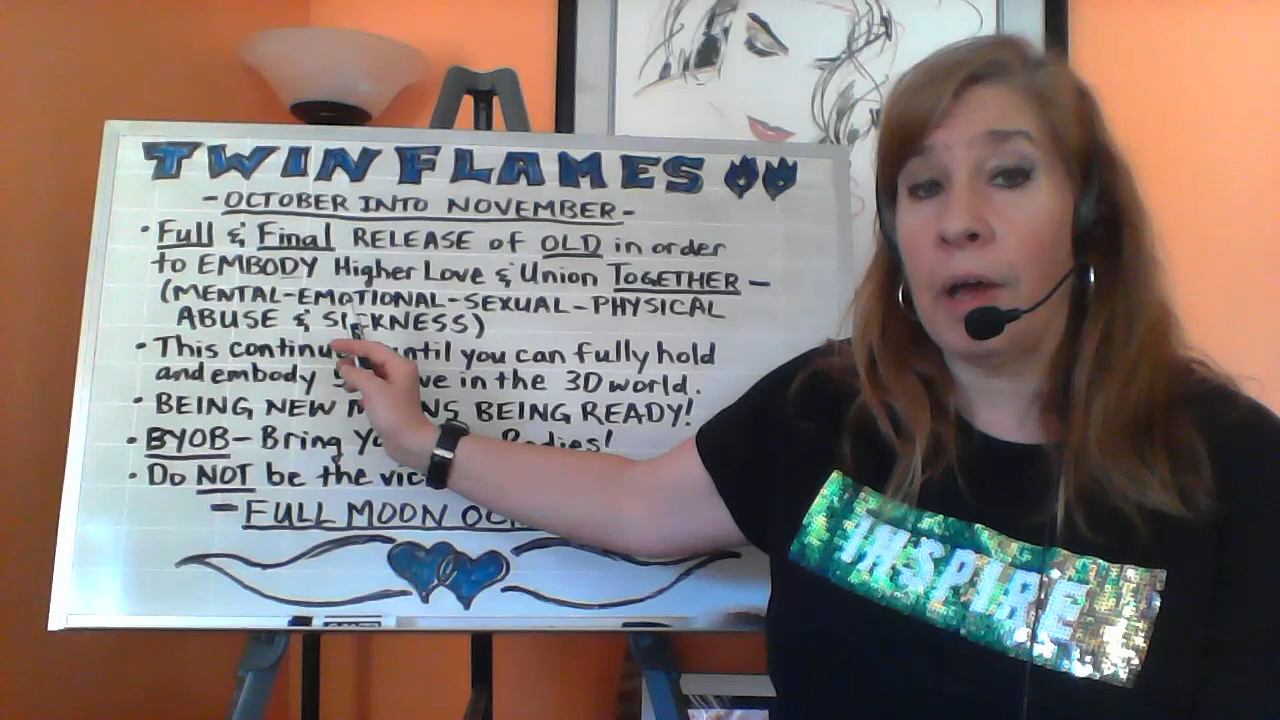 TWIN FLAMES
- OCTOBER INTO NOVEMBER -
• Full & Final RELEASE of OLD in order
to EMBODY Higher Love & Union TOGETHER -
(MENTAL-EMOTIONAL-SEXUAL-PHYSICAL
ABUSE & SICKNESS)
• This until you can fully hold
and embody in the 3D world.
• BEING NEW BEING READY!
• BYOB - Bring
• Do NOT be the
- FULL MOON
INSPIRE